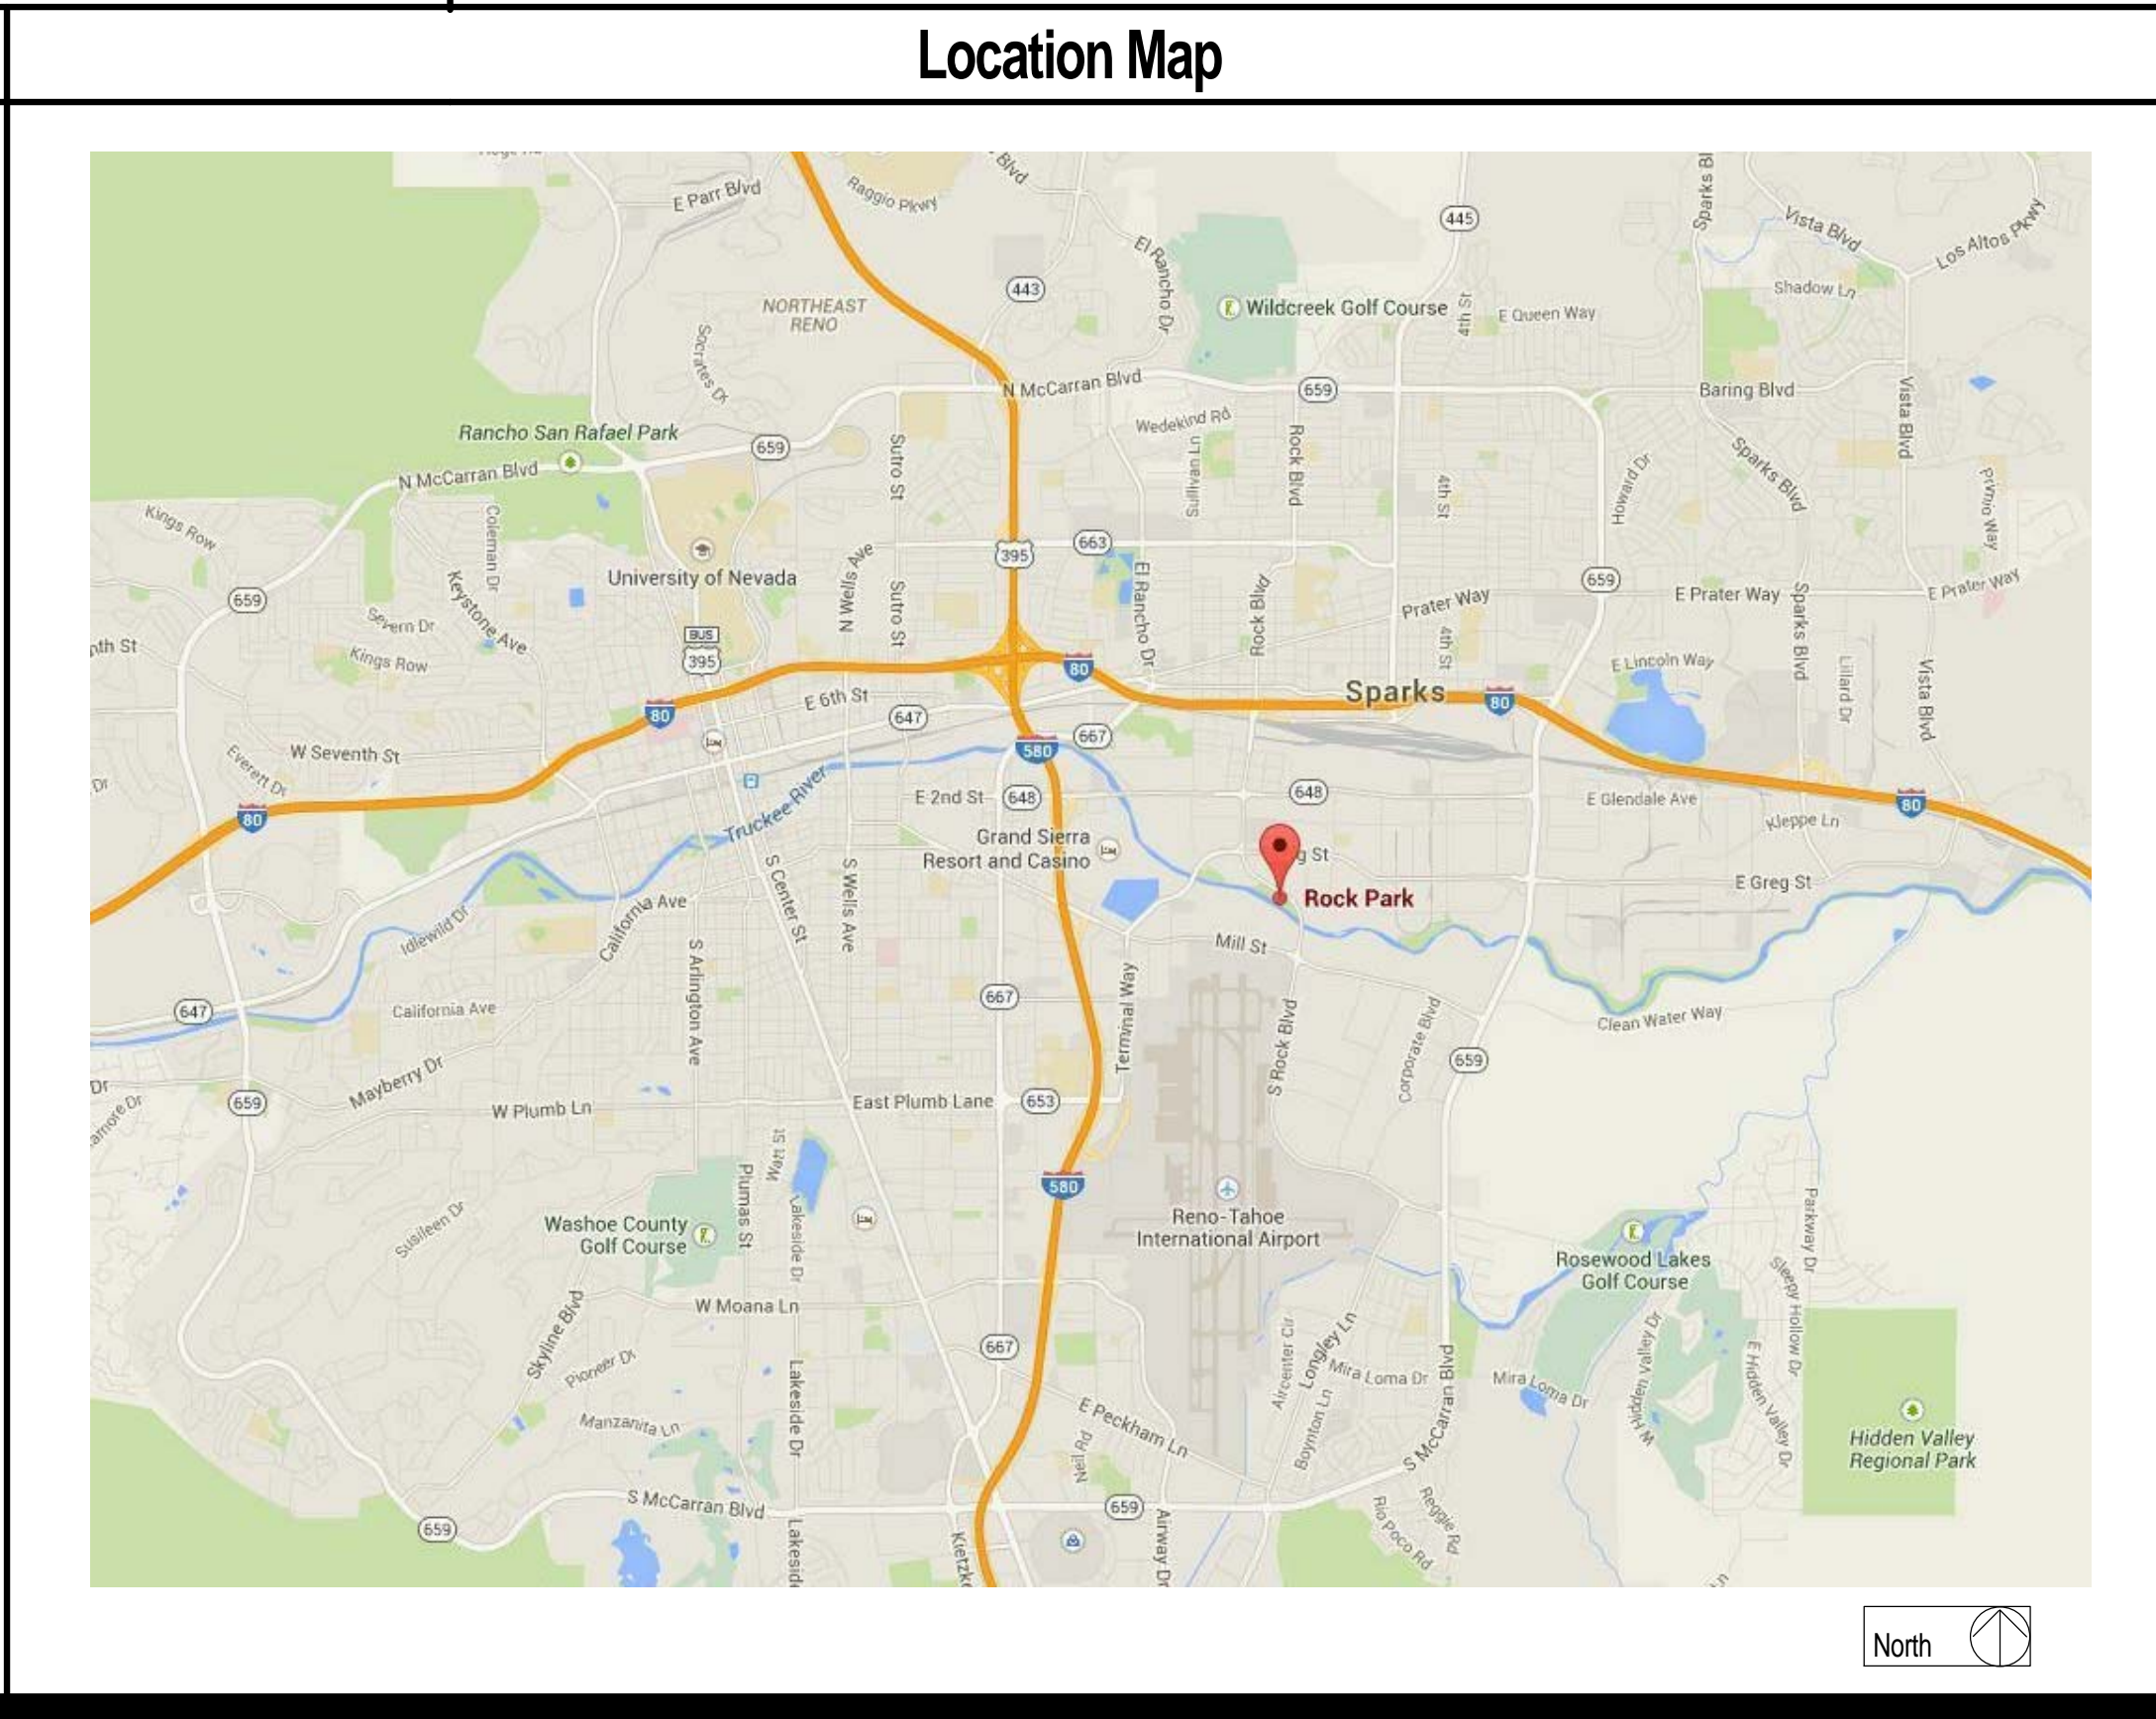 Location Map
E Parr Blvd
Raggio Pkwy
Blvd
El Rancho Dr
445
Sparks Bl
Vista Blvd
Los Altos Pkwy
443
NORTHEAST
RENO
Socrates Dr
Wildcreek Golf Course
4th St
E Queen Way
Shadow Ln
N McCarran Blvd
659
Baring Blvd
Vista Blvd
Wedekind Rd
Rancho San Rafael Park
659
Sutro St
Sullivan Ln
Rock Blvd
4th St
Howard Dr
Sparks Blvd
N McCarran Blvd
Kings Row
Coleman Dr
395
663
University of Nevada
N Wells Ave
Sutro St
El Rancho Dr
Rock Blvd
Prater Way
659
E Prater Way
Sparks Blvd
E Prater Way
659
Keystone Ave
Severn Dr
Kings Row
BUS
395
4th St
E Lincoln Way
Lillard Dr
Vista Blvd
80
80
Sparks
80
E 6th St
647
667
580
W Seventh St
Everett Dr
Dr
80
Truckee River
E 2nd St
648
648
E Glendale Ave
80
Kleppe Ln
Grand Sierra
Resort and Casino
g St
E Greg St
Rock Park
S Center St
S Wells Ave
California Ave
Idlewild Dr
S Arlington Ave
Mill St
Terminal Way
S Rock Blvd
Corporate Blvd
Clean Water Way
647
California Ave
667
659
Mayberry Dr
Dr
659
W Plumb Ln
East Plumb Lane
653
580
Plumas St
Lakeside Dr
Susileen Dr
Washoe County
Golf Course
Reno-Tahoe
International Airport
Rosewood Lakes
Golf Course
Parkway Dr
Sleepy Hollow Dr
W Moana Ln
Skyline Blvd
Pioneer Dr
667
Aircenter Cir
Longley Ln
Mira Loma Dr
Mira Loma Dr
W Hidden Valley Dr
E Hidden Valley Dr
Lakeside Dr
Manzanita Ln
E Peckham Ln
Neil Rd
Boynton Ln
S McCarran Blvd
Hidden Valley
Regional Park
S McCarran Blvd
659
659
Reggie Rd
Rio Poco Rd
Kietzke
Airway Dr
Ln
North